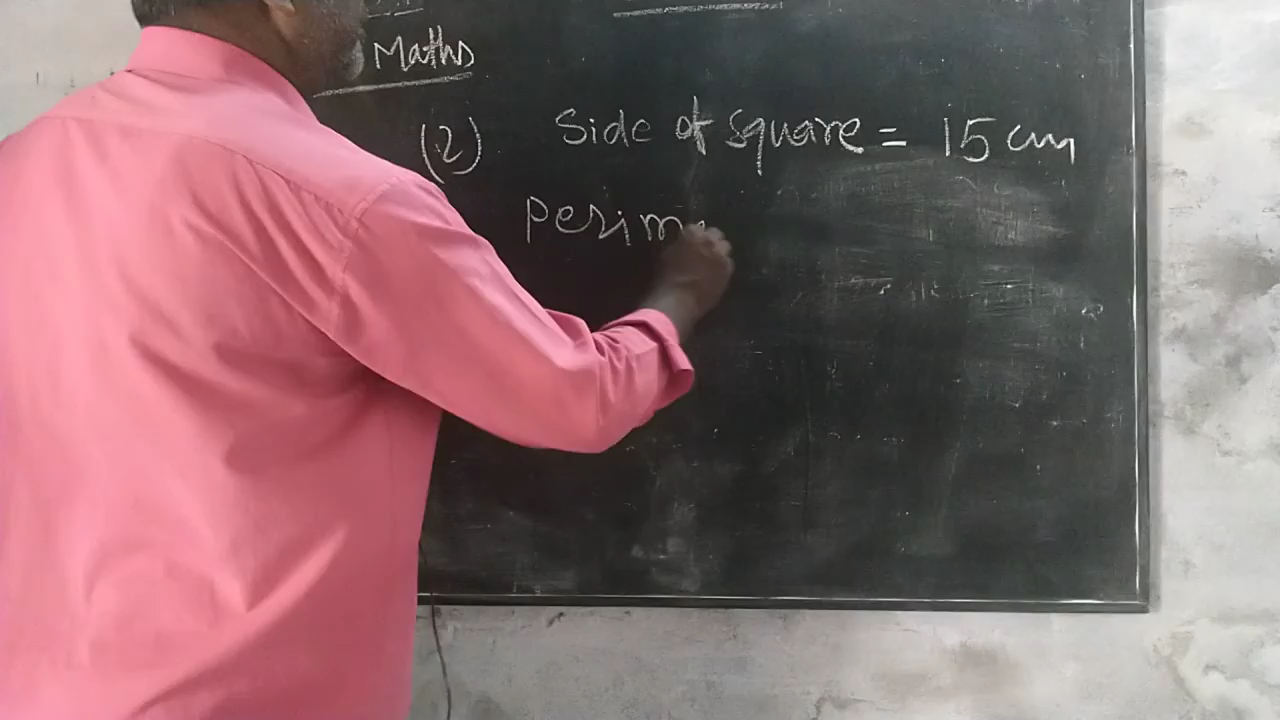 Maths
(2) Side of square = 15 cm
Perim